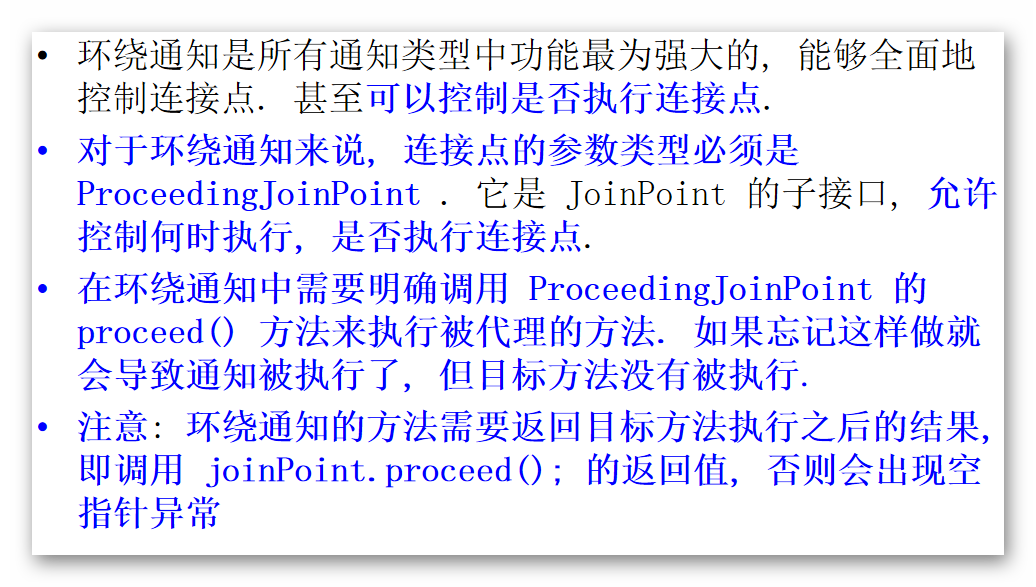 • 环绕通知是所有通知类型中功能最为强大的, 能够全面地
控制连接点. 甚至可以控制是否执行连接点.
• 对于环绕通知来说, 连接点的参数类型必须是
ProceedingJoinPoint . 它是 JoinPoint 的子接口, 允许
控制何时执行, 是否执行连接点.
• 在环绕通知中需要明确调用 ProceedingJoinPoint 的
proceed() 方法来执行被代理的方法. 如果忘记这样做就
会导致通知被执行了, 但目标方法没有被执行.
• 注意: 环绕通知的方法需要返回目标方法执行之后的结果,
即调用 joinPoint.proceed(); 的返回值, 否则会出现空
指针异常